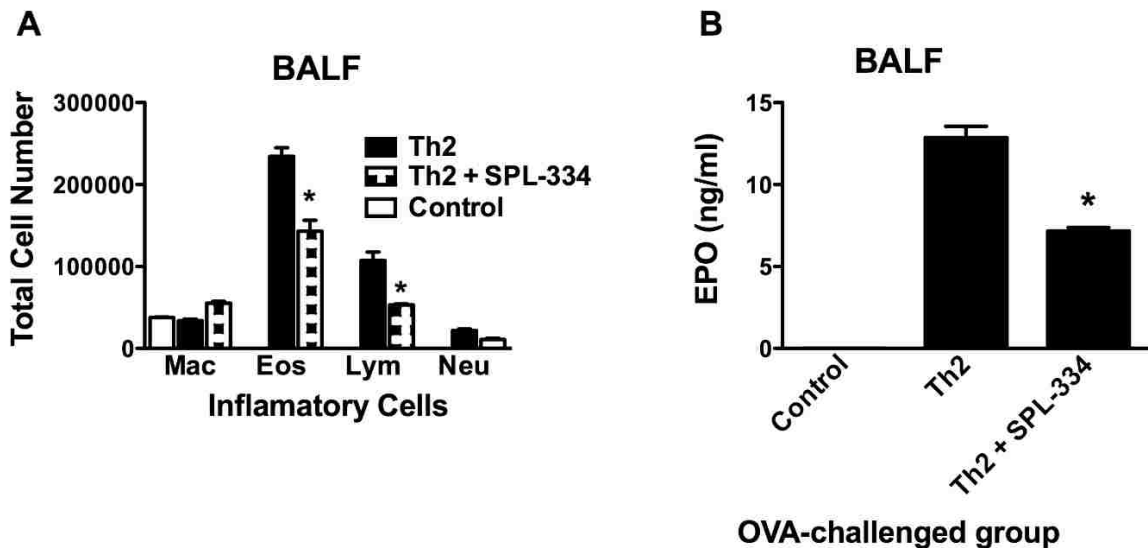 A
BALF
300000
200000
100000
0
Total Cell Number
Th2
Th2 + SPL-334
Control
*
*
Mac Eos Lym Neu
Inflamatory Cells
B
BALF
15
10
5
0
EPO (ng/ml)
*
Control
Th2
Th2 + SPL-334
OVA-challenged group